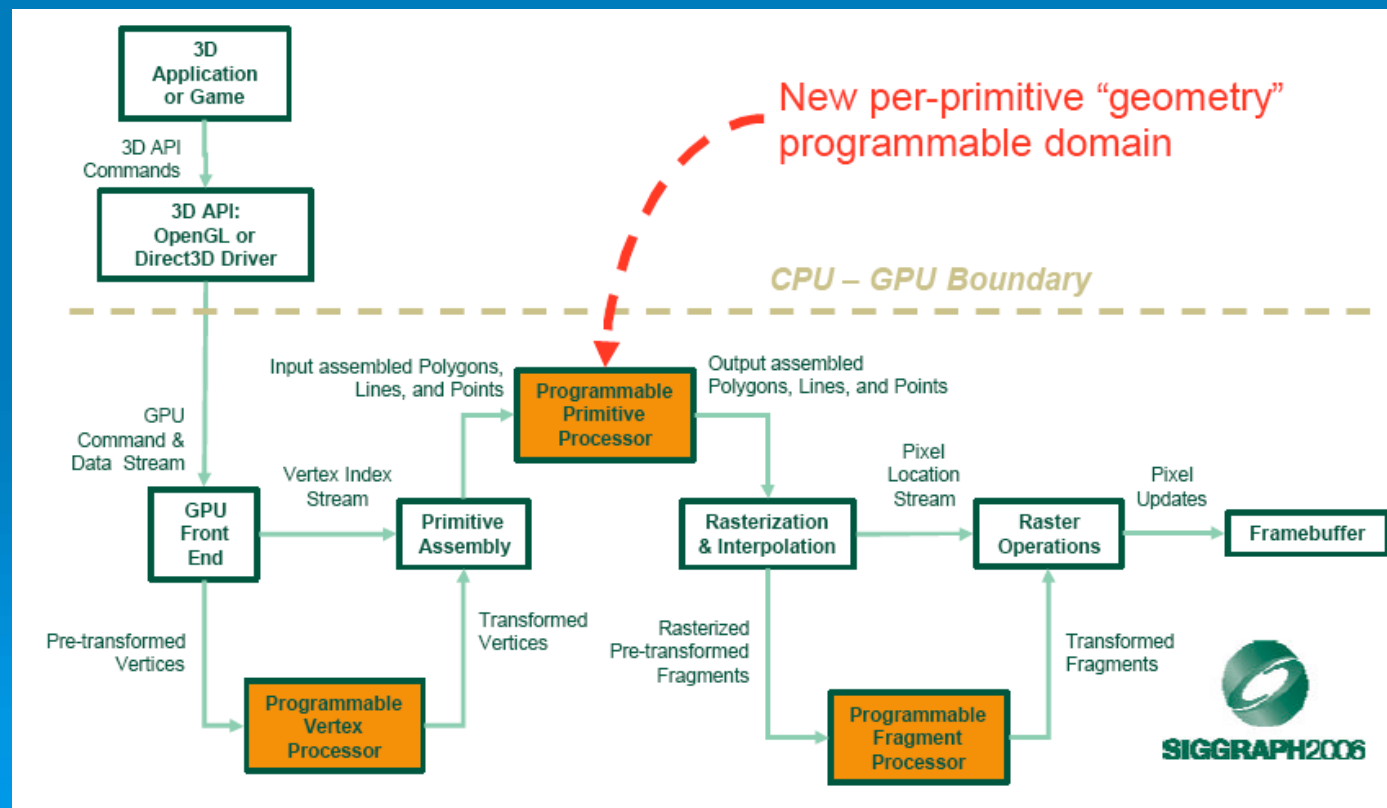 3D
Application
or Game
New per-primitive “geometry”
programmable domain
3D API
Commands
3D API:
OpenGL or
Direct3D Driver
CPU – GPU Boundary
Input assembled Polygons,
Lines, and Points
Output assembled
Polygons, Lines, and Points
Programmable
Primitive
Processor
GPU
Command &
Data Stream
Vertex Index
Stream
Pixel
Location
Stream
Pixel
Updates
GPU
Front
End
Primitive
Assembly
Rasterization
& Interpolation
Raster
Operations
Framebuffer
Pre-transformed
Vertices
Transformed
Vertices
Rasterized
Pre-transformed
Fragments
Transformed
Fragments
Programmable
Vertex
Processor
Programmable
Fragment
Processor
SIGGRAPH2006